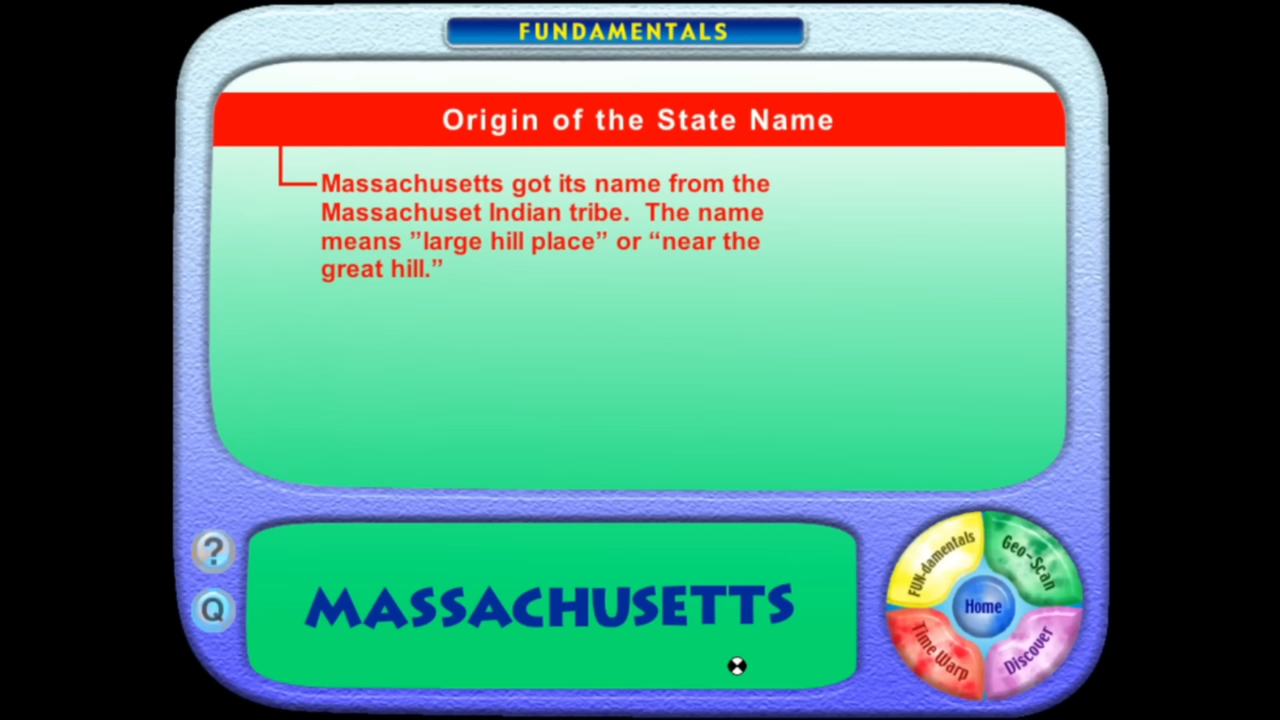 FUNDAMENTALS
Origin of the State Name
Massachusetts got its name from the
Massachuset Indian tribe.  The name
means ”large hill place” or “near the
great hill.”
?
Q
MASSACHUSETTS
FUN-damentals
Geo-Scan
Home
Time Warp
Discover